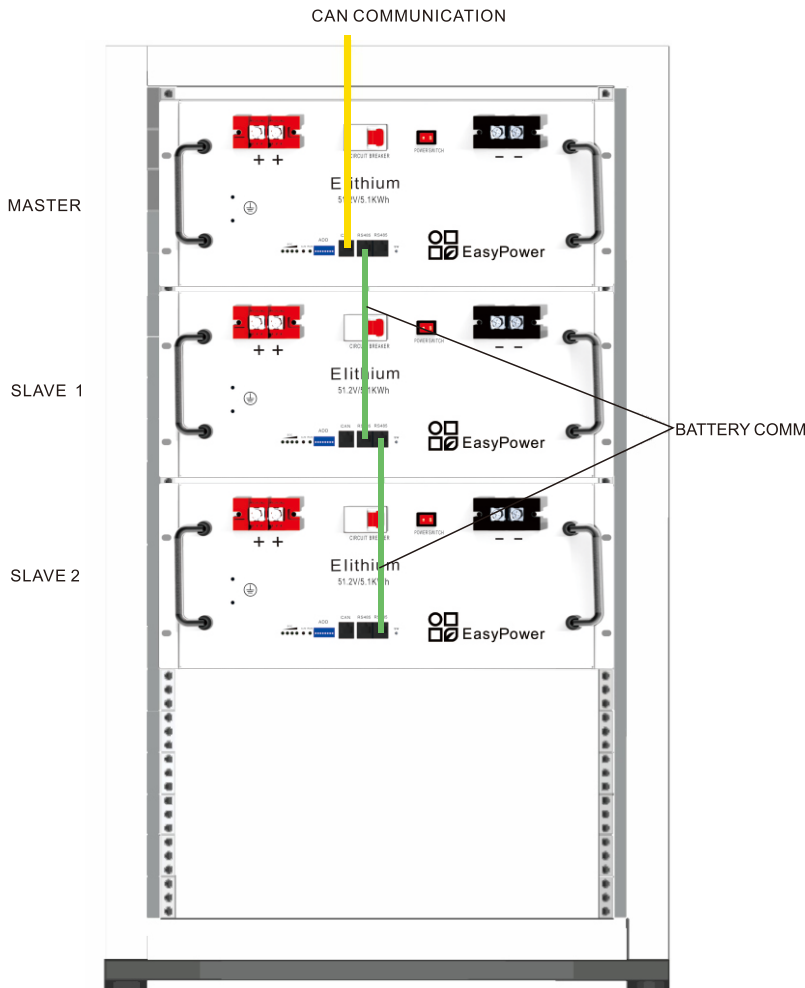 CAN COMMUNICATION
+ +
CIRCUIT BREAKER
POWER SWITCH
- -
Elithium
51.2V/5.1KWh
MASTER
ADD
CAN
RS485 RS485
EasyPower
+ +
CIRCUIT BREAKER
POWER SWITCH
- -
SLAVE 1
Elithium
51.2V/5.1KWh
ADD
CAN
RS485 RS485
EasyPower
BATTERY COMM
+ +
CIRCUIT BREAKER
POWER SWITCH
- -
SLAVE 2
Elithium
51.2V/5.1KWh
ADD
CAN
RS485 RS485
EasyPower